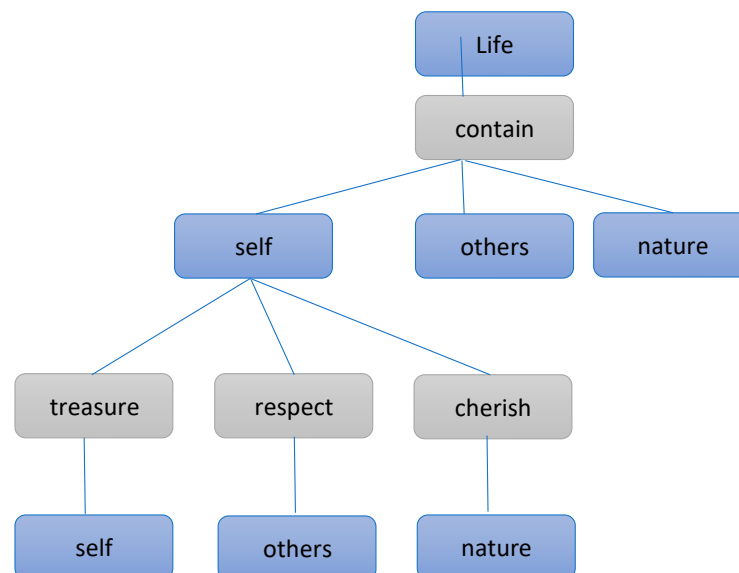 Life
contain
self
others
nature
treasure
respect
cherish
self
others
nature